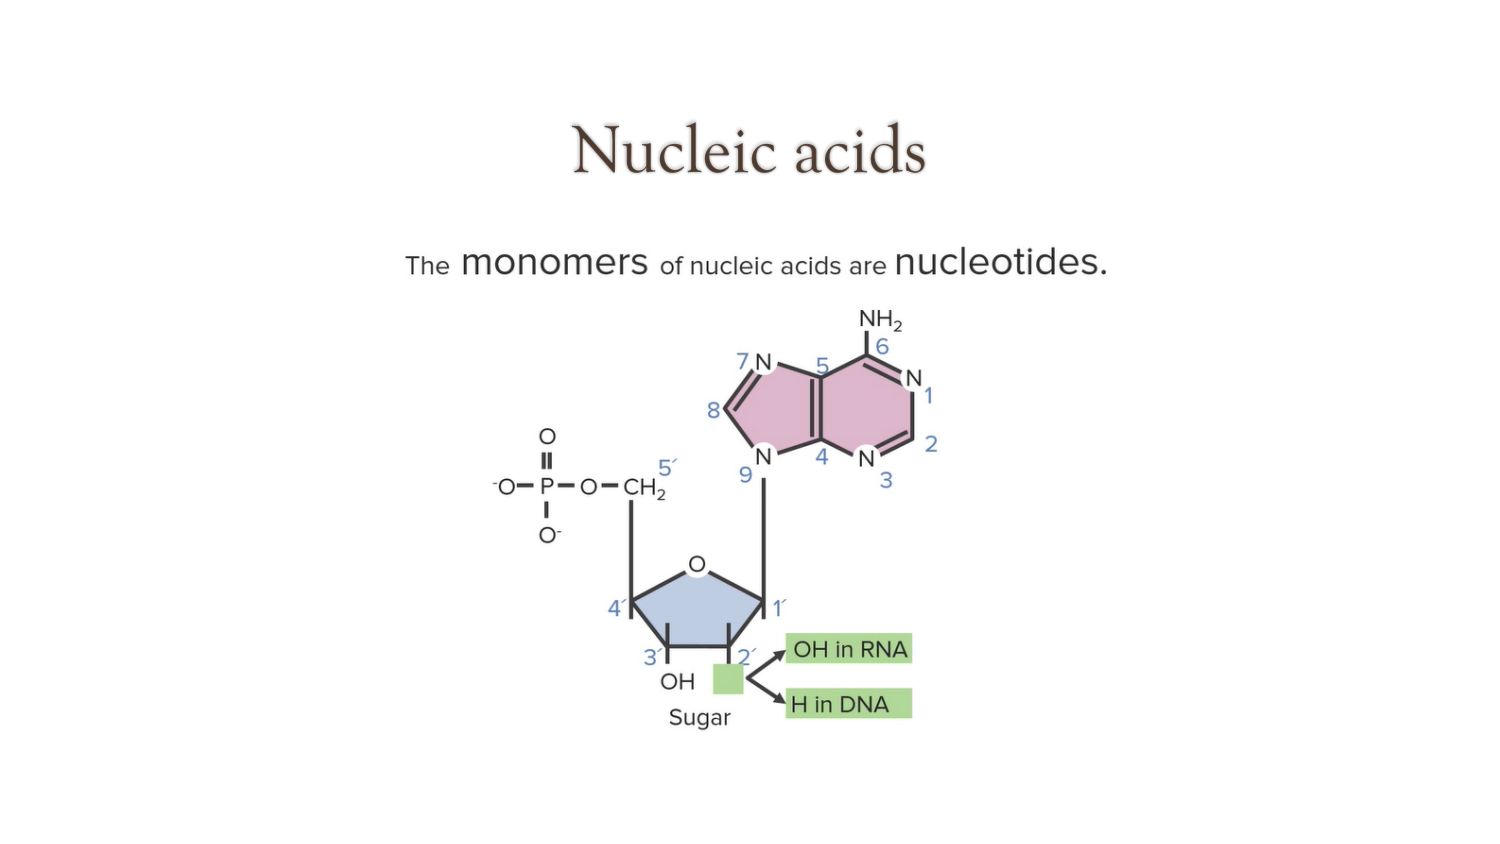 Nucleic acids
The monomers of nucleic acids are nucleotides.
NH₂
6
7 N
5
N
1
8
2
N
9
4
N
3
O
5´
⁻O
P
O
CH₂
O⁻
O
4´
1´
3´
2´
OH in RNA
OH
H in DNA
Sugar